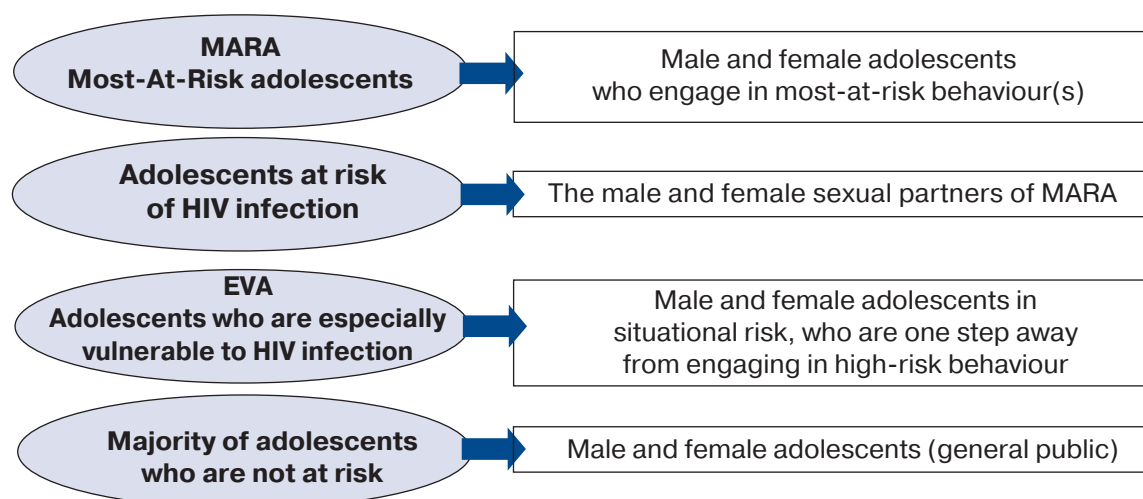 MARA
Most-At-Risk adolescents
Male and female adolescents
who engage in most-at-risk behaviour(s)
Adolescents at risk
of HIV infection
The male and female sexual partners of MARA
EVA
Adolescents who are especially
vulnerable to HIV infection
Male and female adolescents in
situational risk, who are one step away
from engaging in high-risk behaviour
Majority of adolescents
who are not at risk
Male and female adolescents (general public)